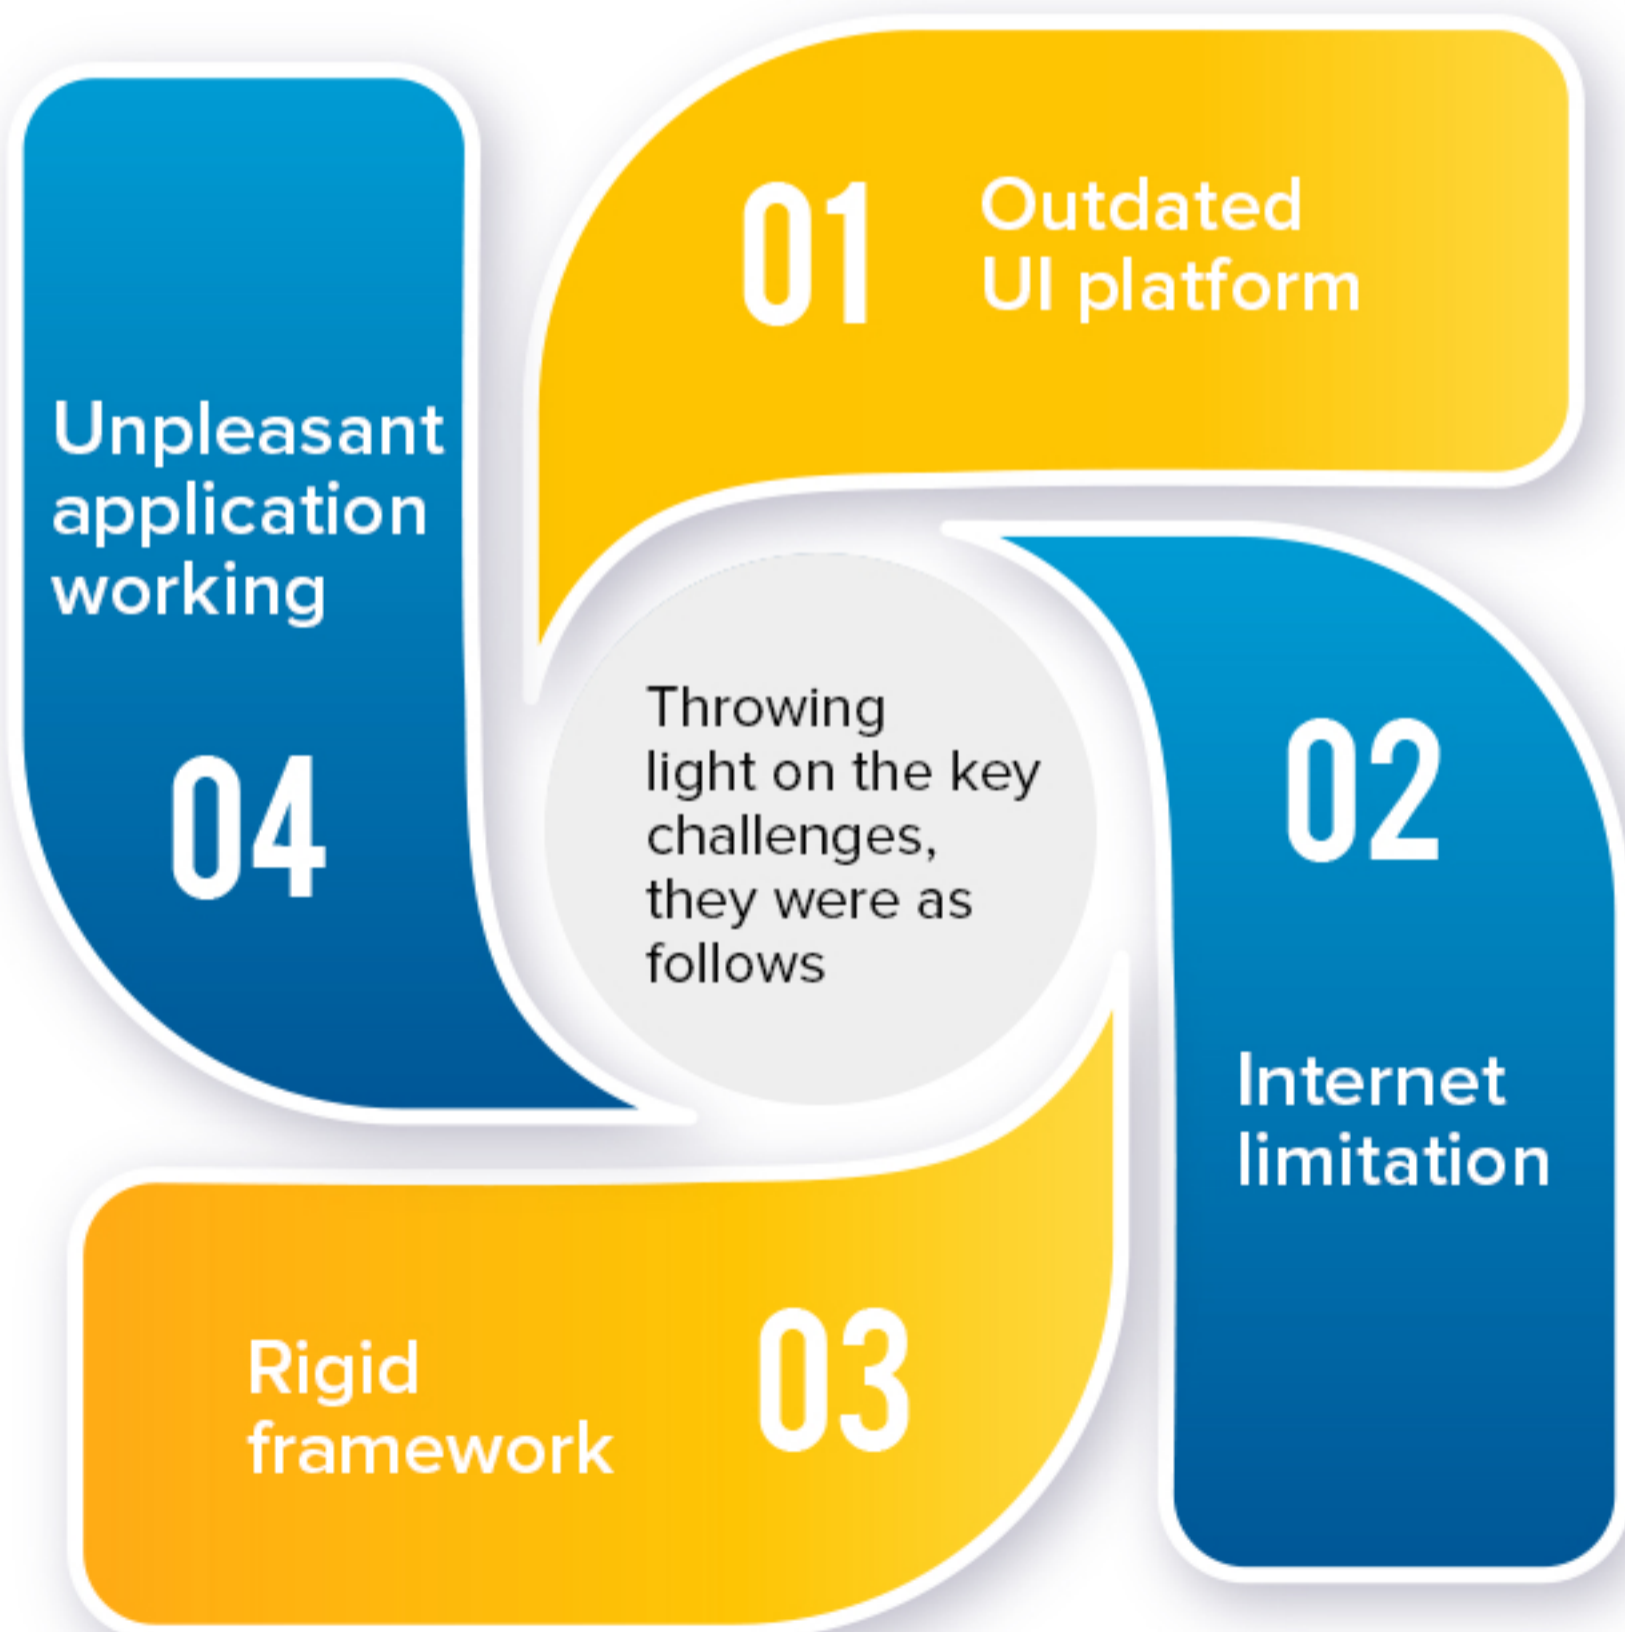 01
Outdated
UI platform
02
Internet
limitation
Rigid
framework
03
Unpleasant
application
working
04
Throwing
light on the key
challenges,
they were as
follows